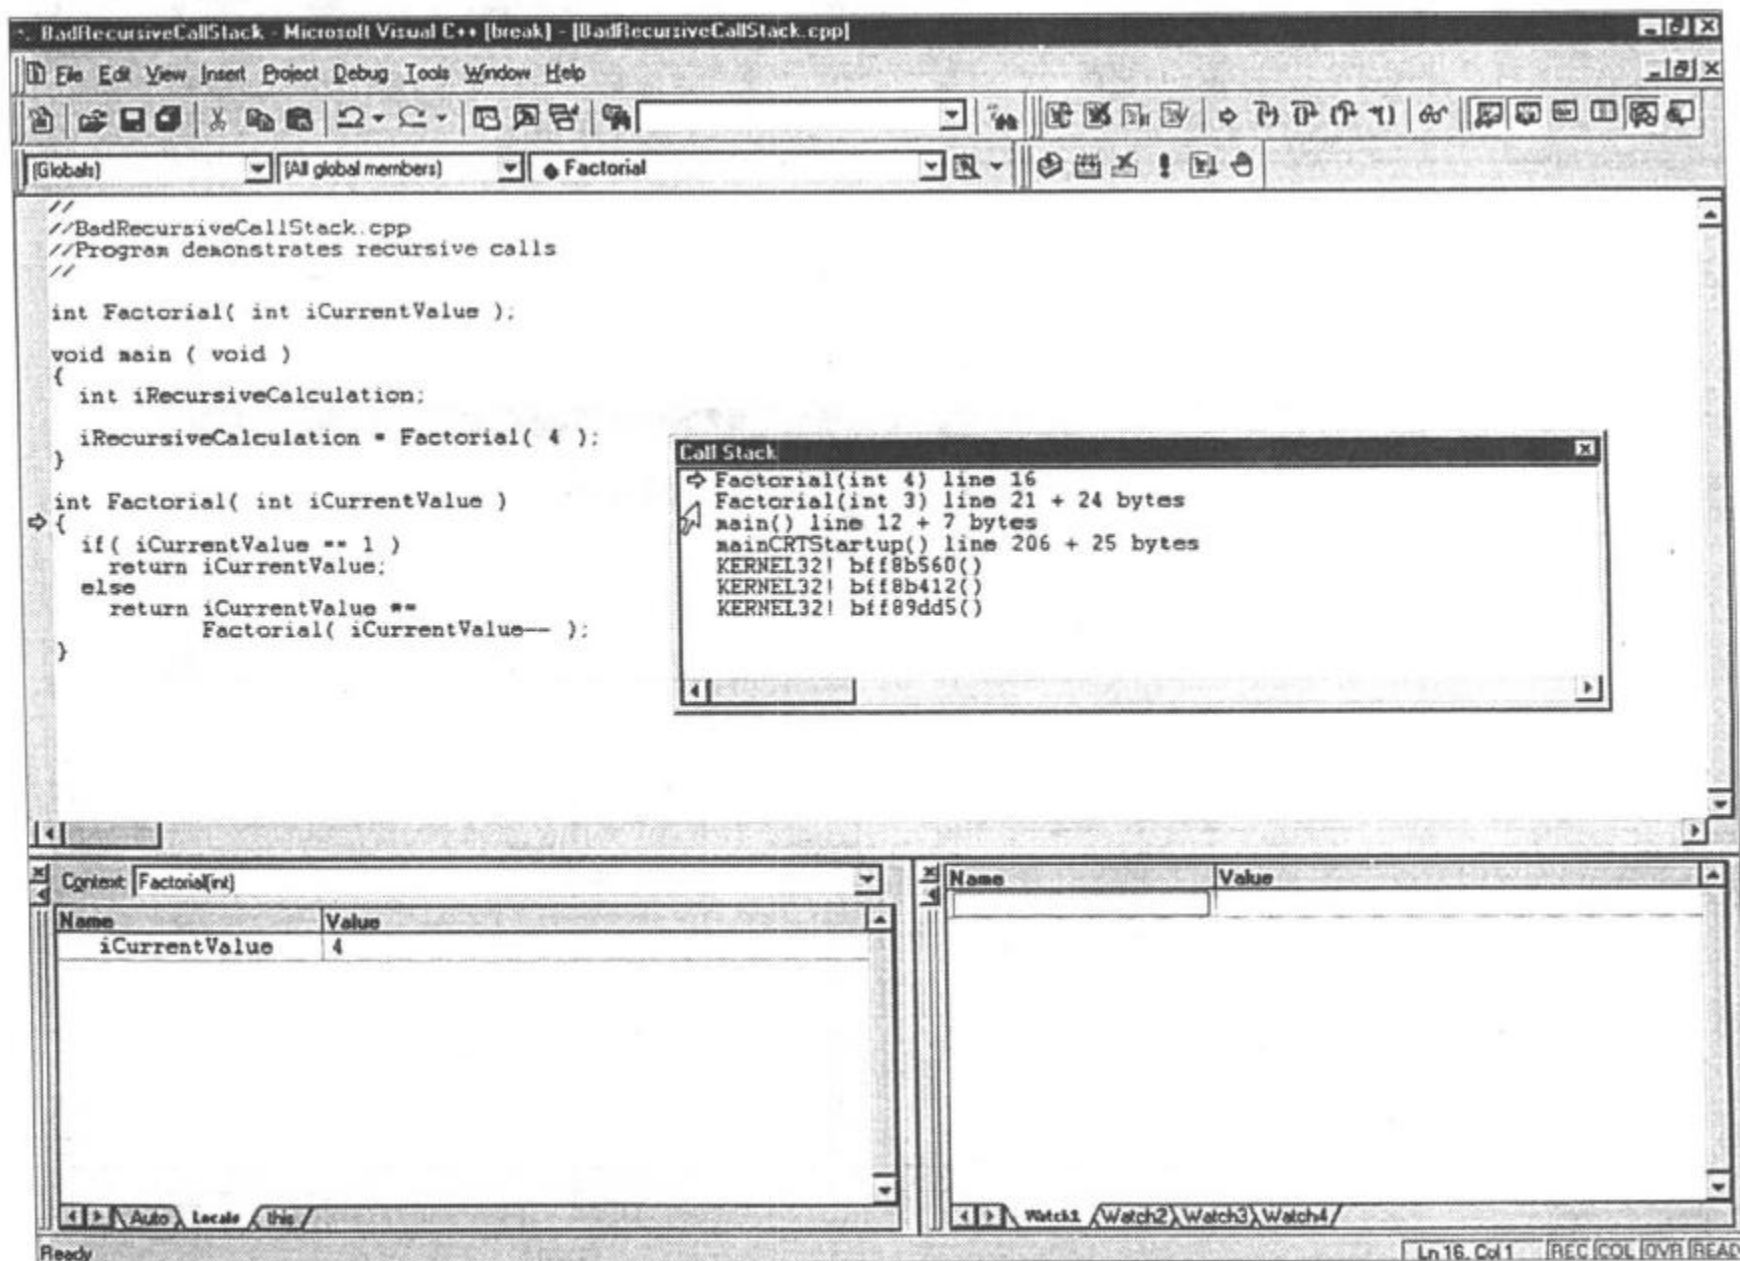 BadRecursiveCallStack - Microsoft Visual C++ [break] - [BadRecursiveCallStack.cpp]
File Edit View Insert Project Debug Tools Window Help
(Globals) (All global members) Factorial
//
//BadRecursiveCallStack.cpp
//Program demonstrates recursive calls
//
int Factorial( int iCurrentValue );
void main ( void )
{
int iRecursiveCalculation;
iRecursiveCalculation = Factorial( 4 );
}
int Factorial( int iCurrentValue )
{
if( iCurrentValue == 1 )
return iCurrentValue;
else
return iCurrentValue *=
Factorial( iCurrentValue-- );
}
Call Stack
Factorial(int 4) line 16
Factorial(int 3) line 21 + 24 bytes
main() line 12 + 7 bytes
mainCRTStartup() line 206 + 25 bytes
KERNEL32! bff8b560()
KERNEL32! bff8b412()
KERNEL32! bff89dd5()
Context: Factorial(int)
Name Value
iCurrentValue 4
Auto Locals this
Name Value
Watch1 Watch2 Watch3 Watch4
Ready
Ln 16, Col 1 REC COL OVR READ